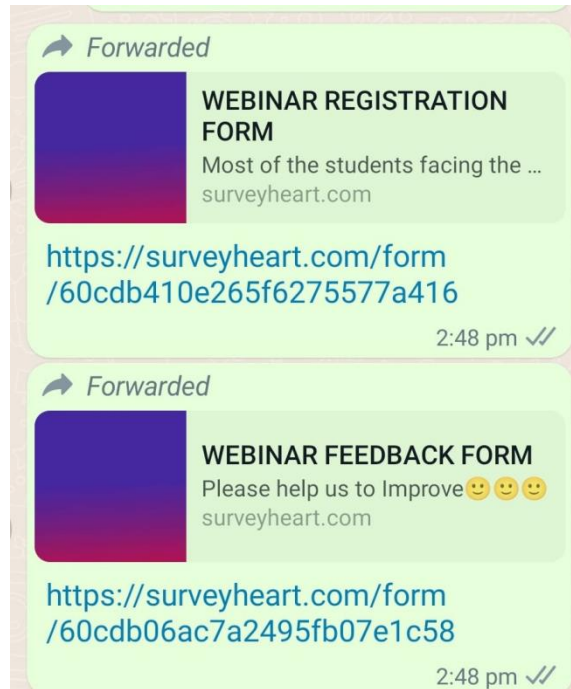 Forwarded
WEBINAR REGISTRATION
FORM
Most of the students facing the ...
surveyheart.com
https://surveyheart.com/form
/60cdb410e265f6275577a416
2:48 pm
Forwarded
WEBINAR FEEDBACK FORM
Please help us to Improve🙂🙂🙂
surveyheart.com
https://surveyheart.com/form
/60cdb06ac7a2495fb07e1c58
2:48 pm